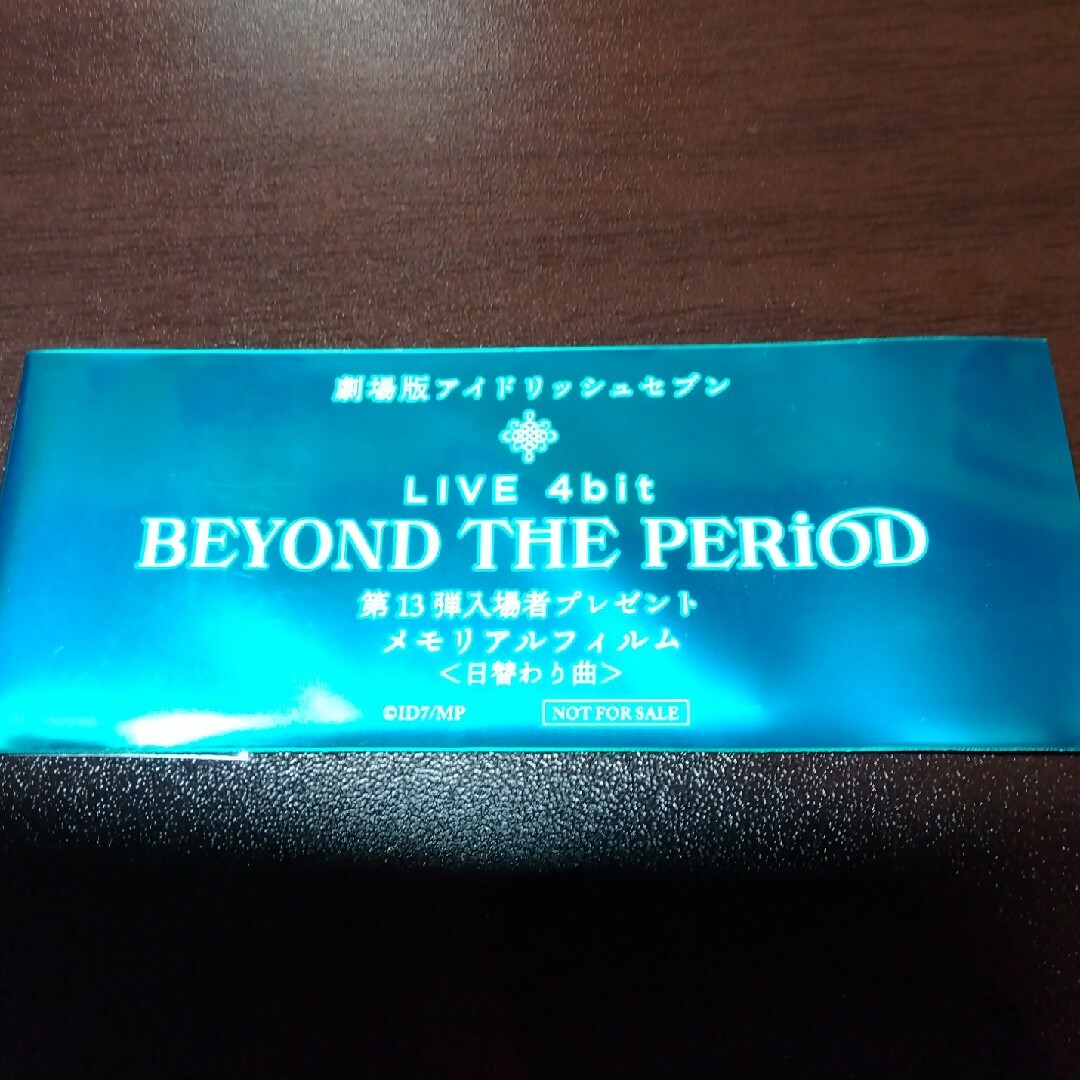 劇場版アイドリッシュセブン
LIVE 4bit
BEYOND THE PERiOD
第13弾入場者プレゼント
メモリアルフィルム
＜日替わり曲＞
©ID7/MP
NOT FOR SALE